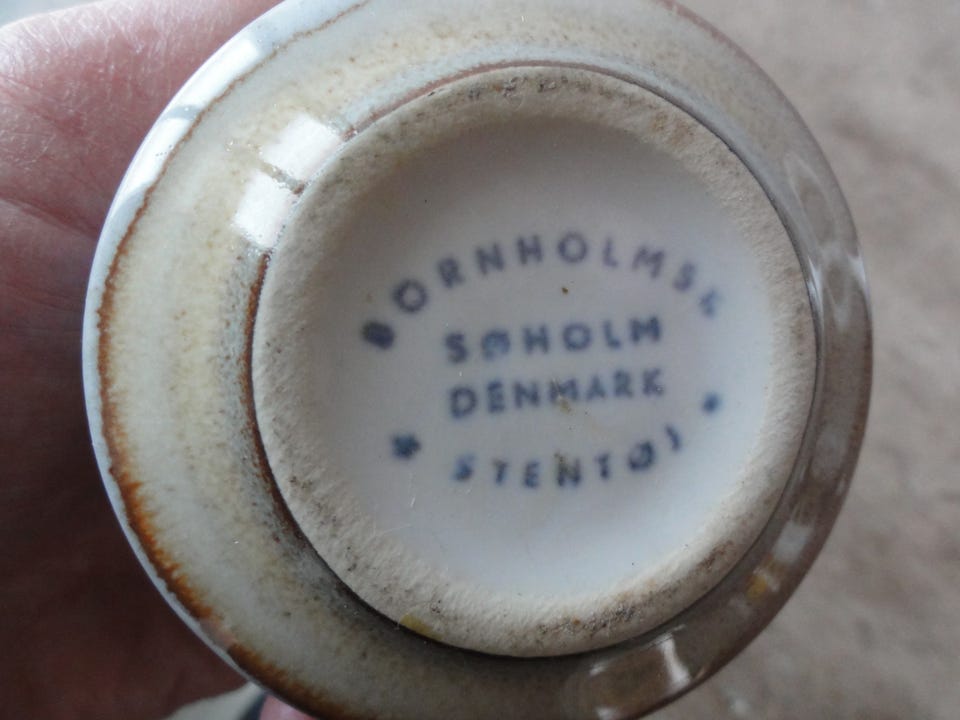 BORNHOLMSK
SØHOLM
DENMARK
* STENTØJ *